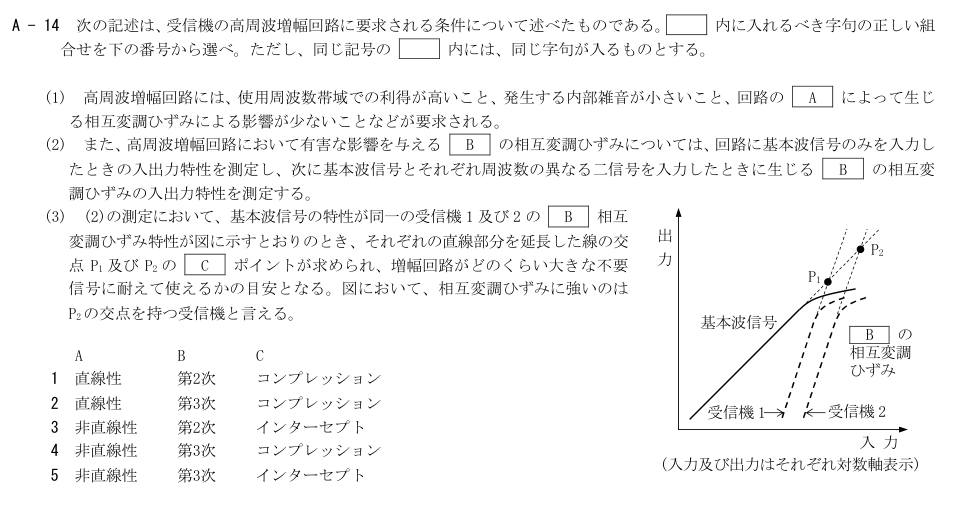 A - 14 次の記述は、受信機の高周波増幅回路に要求される条件について述べたものである。 内に入れるべき字句の正しい組
合せを下の番号から選べ。ただし、同じ記号の 内には、同じ字句が入るものとする。
(1) 高周波増幅回路には、使用周波数帯域での利得が高いこと、発生する内部雑音が小さいこと、回路の A によって生じ
る相互変調ひずみによる影響が少ないことなどが要求される。
(2) また、高周波増幅回路において有害な影響を与える B の相互変調ひずみについては、回路に基本波信号のみを入力し
たときの入出力特性を測定し、次に基本波信号とそれぞれ周波数の異なる二信号を入力したときに生じる B の相互変
調ひずみの入出力特性を測定する。
(3) (2)の測定において、基本波信号の特性が同一の受信機1及び2の B 相互
変調ひずみ特性が図に示すとおりのとき、それぞれの直線部分を延長した線の交
点 P1 及び P2 の C ポイントが求められ、増幅回路がどのくらい大きな不要
信号に耐えて使えるかの目安となる。図において、相互変調ひずみに強いのは
P2の交点を持つ受信機と言える。
A B C
1 直線性 第2次 コンプレッション
2 直線性 第3次 コンプレッション
3 非直線性 第2次 インターセプト
4 非直線性 第3次 コンプレッション
5 非直線性 第3次 インターセプト
出
力
P1
P2
基本波信号
B の
相互変調
ひずみ
受信機1
受信機2
入 力
(入力及び出力はそれぞれ対数軸表示)